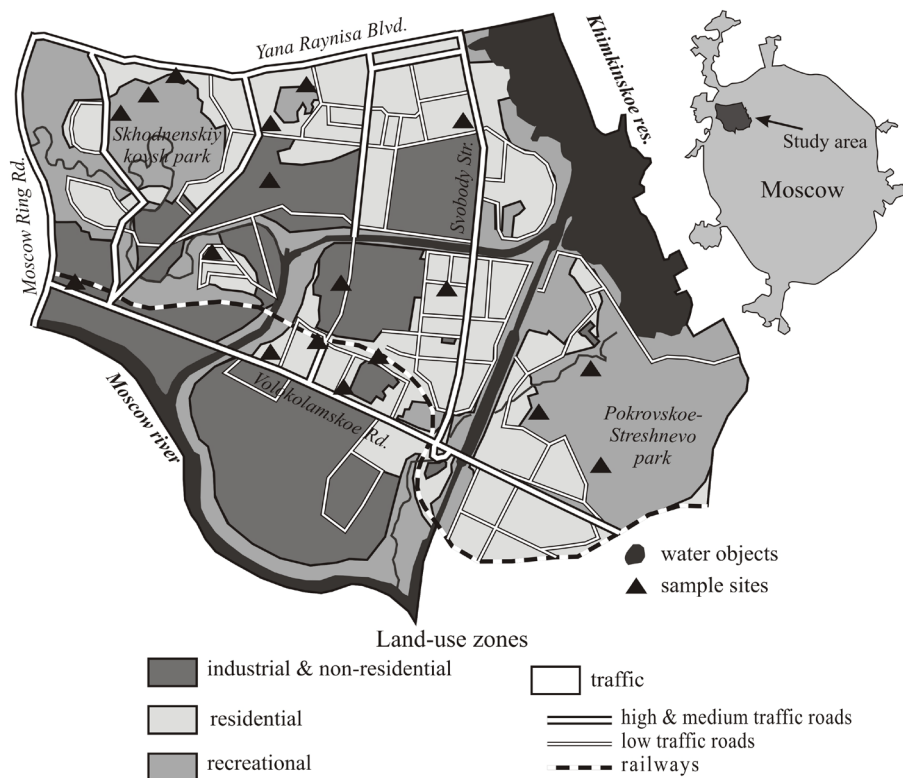 Yana Raynisa Blvd.
Khimkinskoe res.
Skhodnenskiy
kovsh park
Moscow Ring Rd.
Svobody Str.
Study area
Moscow
Moscow river
Volokolamskoe Rd.
Pokrovskoe-
Streshnevo
park
water objects
sample sites
Land-use zones
industrial & non-residential
residential
recreational
traffic
high & medium traffic roads
low traffic roads
railways